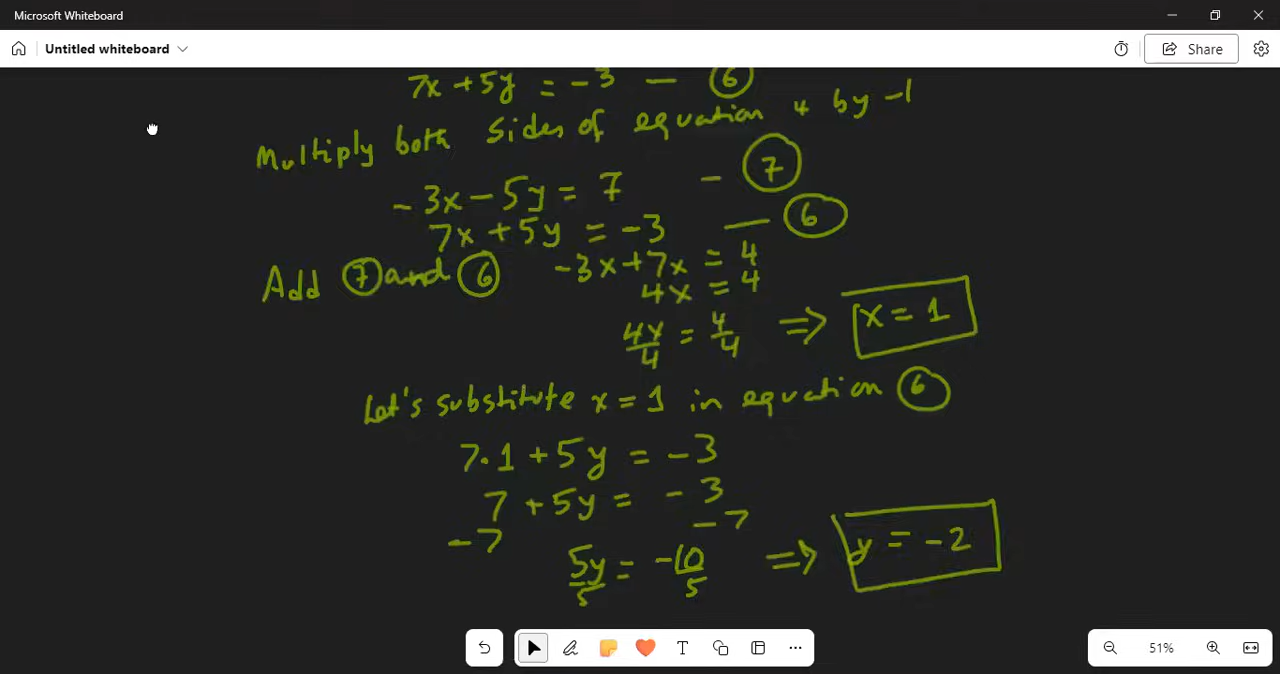 Microsoft Whiteboard
Untitled whiteboard
Share
7x + 5y = -3 — 6
Multiply both sides of equation 4 by -1
-3x - 5y = 7 - 7
7x + 5y = -3 — 6
Add 7 and 6 -3x + 7x = 4
4x = 4
4x/4 = 4/4 ⇒ x = 1
Let's substitute x = 1 in equation 6
7.1 + 5y = -3
7 + 5y = -3
-7 -7
5y/5 = -10/5 ⇒ y = -2
T
51%